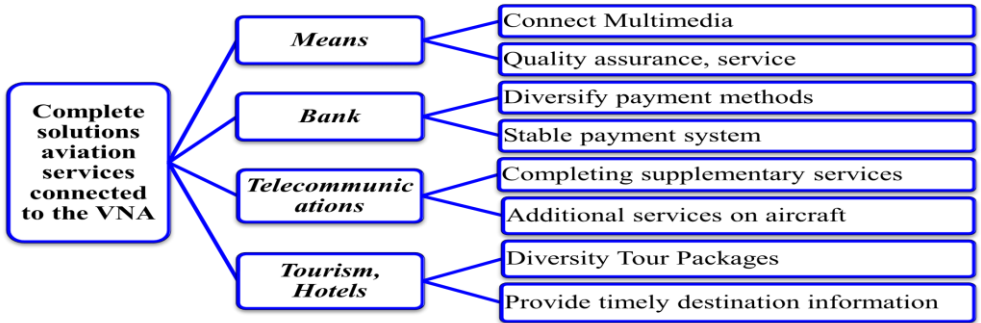 Complete
solutions
aviation
services
connected
to the VNA
Means
Connect Multimedia
Quality assurance, service
Bank
Diversify payment methods
Stable payment system
Telecommunic
ations
Completing supplementary services
Additional services on aircraft
Tourism,
Hotels
Diversity Tour Packages
Provide timely destination information